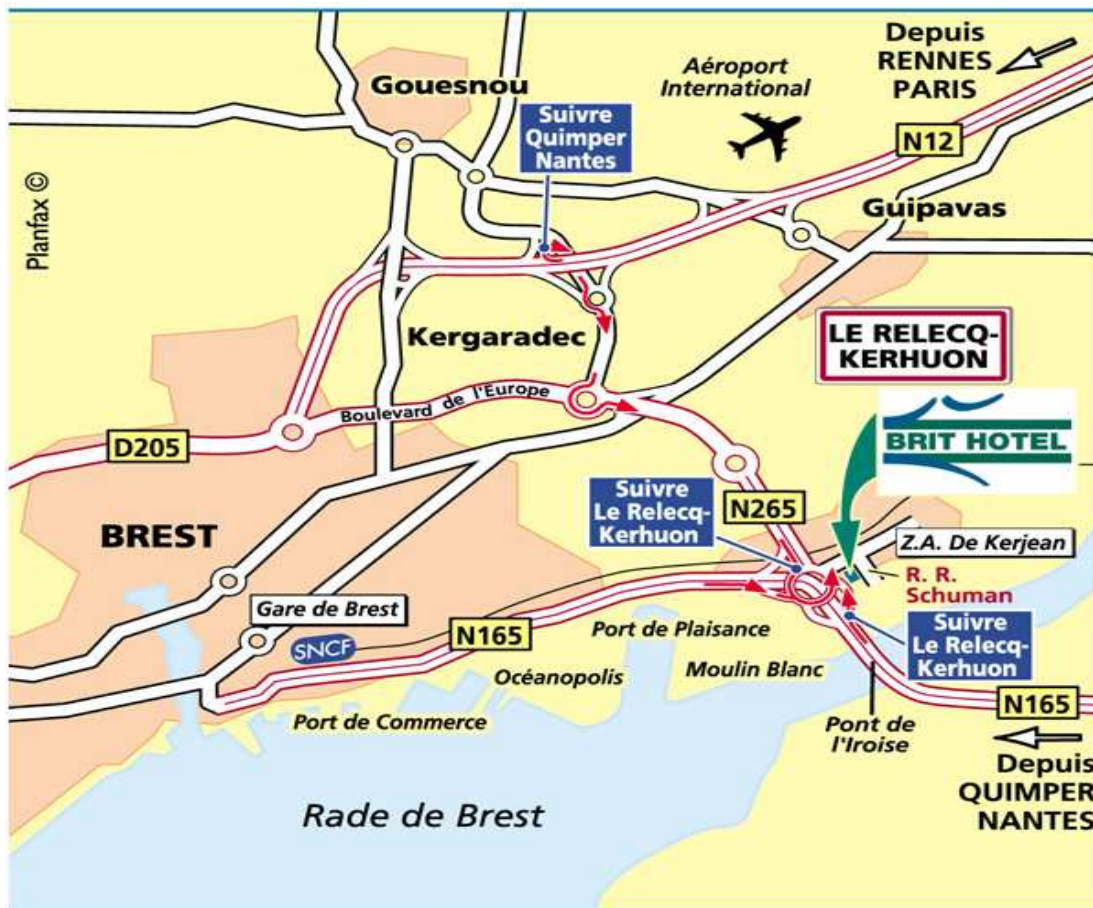 Depuis
RENNES
PARIS
Aéroport
International
Gouesnou
Suivre
Quimper
Nantes
N12
Planfax ©
Guipavas
LE RELECQ-
KERHUON
Kergaradec
Boulevard de l'Europe
BRIT HOTEL
D205
Suivre
Le Relecq-
Kerhuon
N265
BREST
Z.A. De Kerjean
R. R.
Schuman
Gare de Brest
SNCF
N165
Port de Plaisance
Suivre
Le Relecq-
Kerhuon
Océanopolis
Moulin Blanc
Port de Commerce
N165
Pont de
l'Iroise
Depuis
QUIMPER
NANTES
Rade de Brest